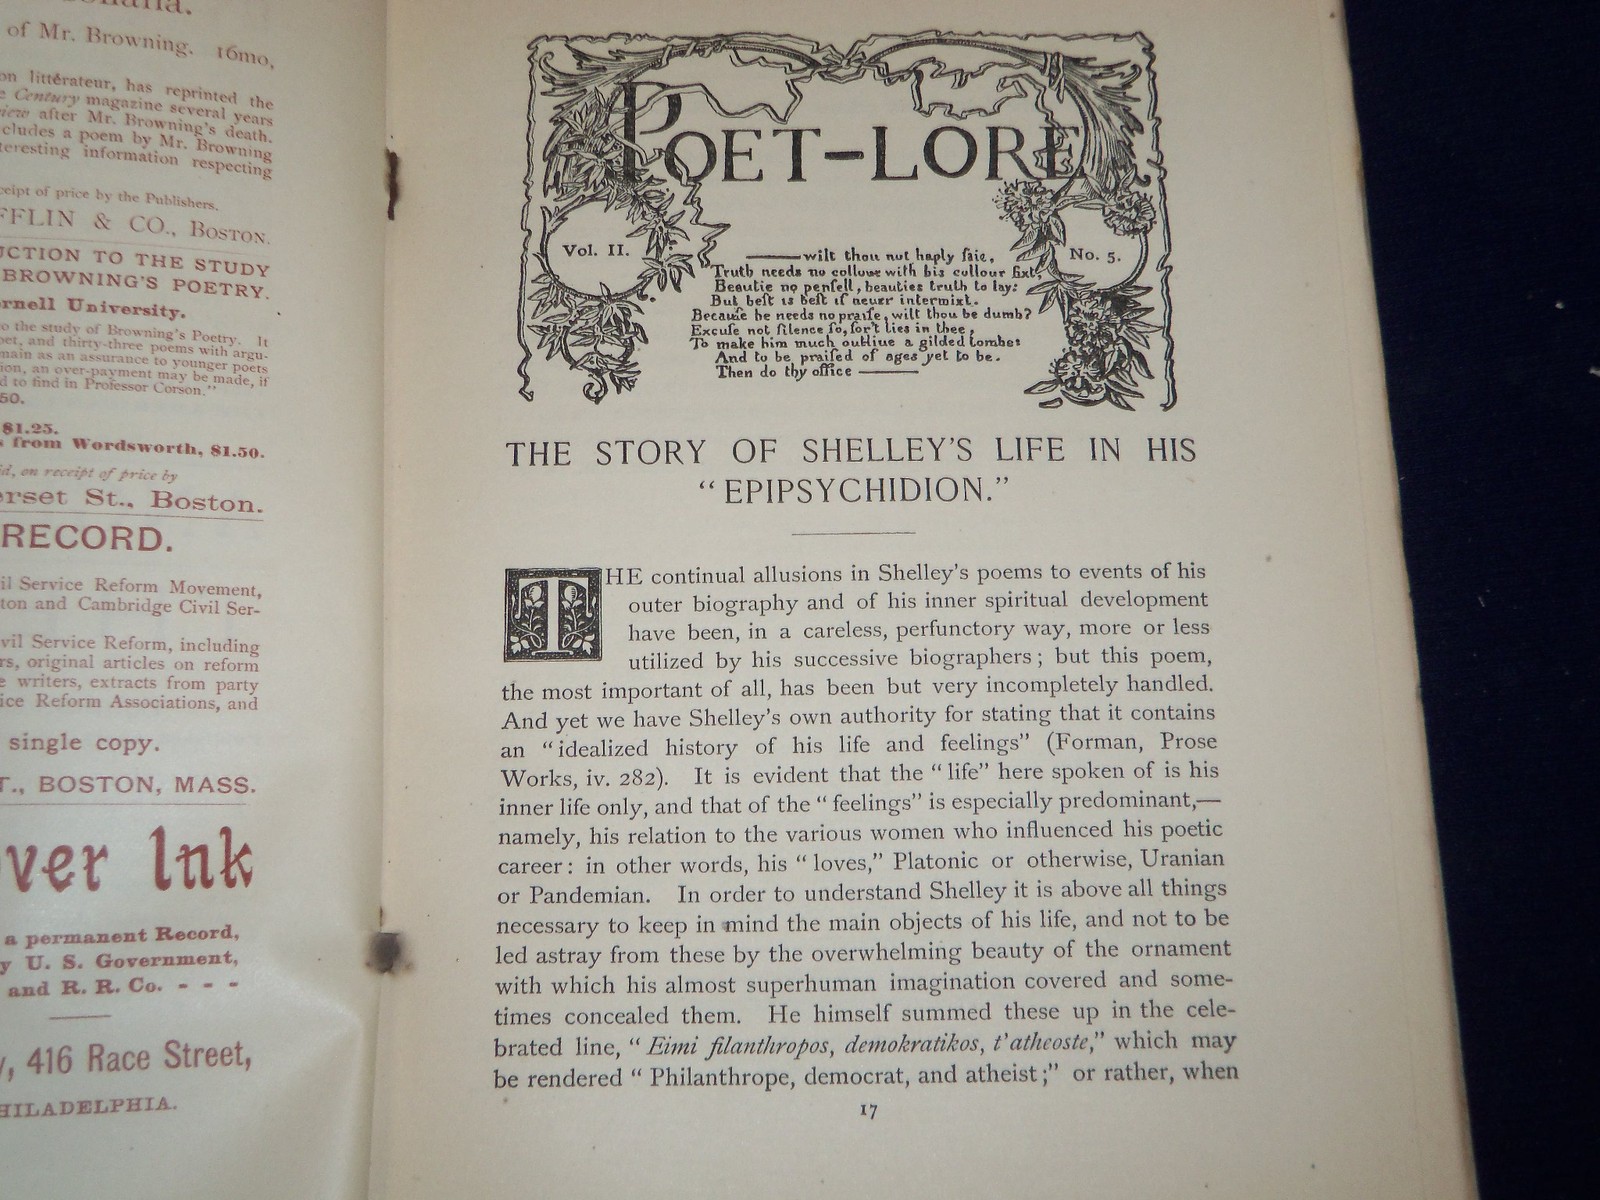 of Mr. Browning. 16mo,
on littérateur, has reprinted the
Century magazine several years
after Mr. Browning's death.
cludes a poem by Mr. Browning
teresting information respecting
ceipt of price by the Publishers.
FFLIN & CO., BOSTON.
UCTION TO THE STUDY
BROWNING'S POETRY.
ornell University.
o the study of Browning's Poetry. It
oet, and thirty-three poems with argu-
main as an assurance to younger poets
ion, an over-payment may be made, if
d to find in Professor Corson."
50.
$1.25.
s from Wordsworth, $1.50.
d, on receipt of price by
erset St., Boston.
RECORD.
il Service Reform Movement,
ton and Cambridge Civil Ser-
vil Service Reform, including
rs, original articles on reform
e writers, extracts from party
ice Reform Associations, and
single copy.
T., BOSTON, MASS.
ver Ink
a permanent Record,
y U. S. Government,
and R. R. Co. - - -
y, 416 Race Street,
HILADELPHIA.
POET-LORE
Vol. II.
No. 5.
——wilt thou not haply faie,
Truth needs no collour with his collour fixt,
Beautie no penfell, beauties truth to lay:
But beft is beft if neuer intermixt.
Becaufe he needs no praife, wilt thou be dumb?
Excufe not filence fo, for't lies in thee,
To make him much outliue a gilded tombe:
And to be praifed of ages yet to be.
Then do thy office ——
THE STORY OF SHELLEY'S LIFE IN HIS
"EPIPSYCHIDION."
THE continual allusions in Shelley's poems to events of his
outer biography and of his inner spiritual development
have been, in a careless, perfunctory way, more or less
utilized by his successive biographers; but this poem,
the most important of all, has been but very incompletely handled.
And yet we have Shelley's own authority for stating that it contains
an "idealized history of his life and feelings" (Forman, Prose
Works, iv. 282). It is evident that the "life" here spoken of is his
inner life only, and that of the "feelings" is especially predominant,—
namely, his relation to the various women who influenced his poetic
career: in other words, his "loves," Platonic or otherwise, Uranian
or Pandemian. In order to understand Shelley it is above all things
necessary to keep in mind the main objects of his life, and not to be
led astray from these by the overwhelming beauty of the ornament
with which his almost superhuman imagination covered and some-
times concealed them. He himself summed these up in the cele-
brated line, "Eimi filanthropos, demokratikos, t'atheoste," which may
be rendered "Philanthrope, democrat, and atheist;" or rather, when
17